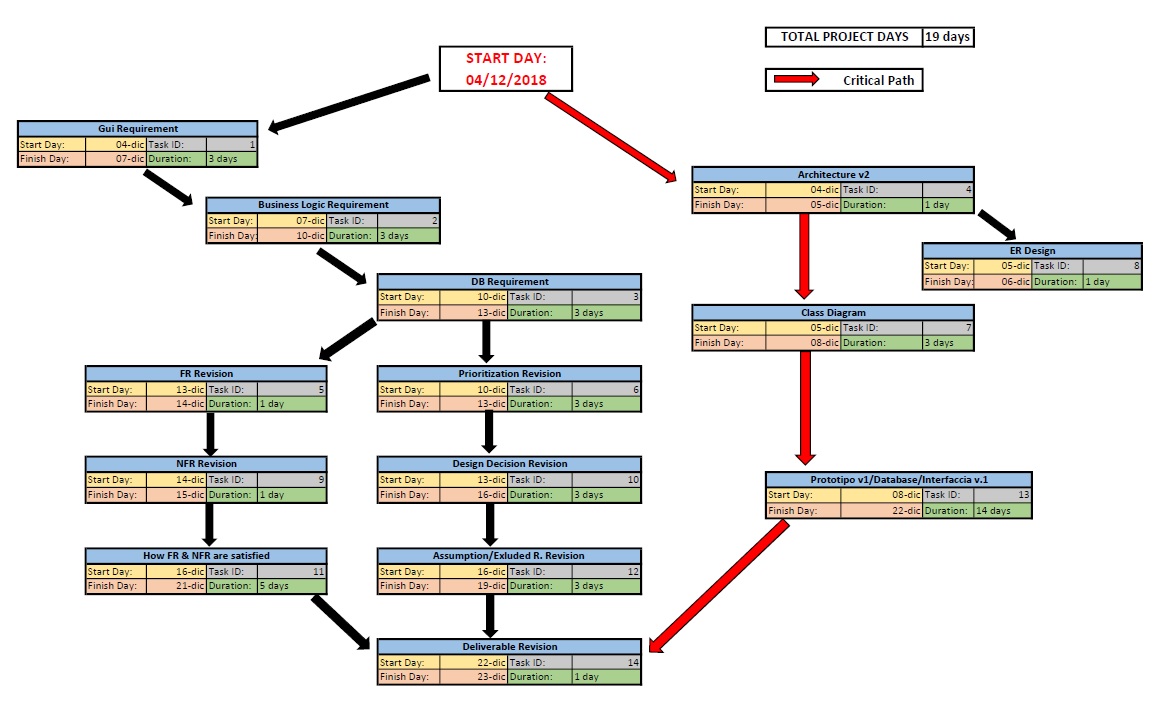 TOTAL PROJECT DAYS 19 days
START DAY:
04/12/2018
Critical Path
Gui Requirement
Start Day: 04-dic Task ID: 1
Finish Day: 07-dic Duration: 3 days
Architecture v2
Start Day: 04-dic Task ID: 4
Finish Day: 05-dic Duration: 1 day
Business Logic Requirement
Start Day: 07-dic Task ID: 2
Finish Day: 10-dic Duration: 3 days
ER Design
Start Day: 05-dic Task ID: 8
Finish Day: 06-dic Duration: 1 day
DB Requirement
Start Day: 10-dic Task ID: 3
Finish Day: 13-dic Duration: 3 days
Class Diagram
Start Day: 05-dic Task ID: 7
Finish Day: 08-dic Duration: 3 days
FR Revision
Start Day: 13-dic Task ID: 5
Finish Day: 14-dic Duration: 1 day
Prioritization Revision
Start Day: 10-dic Task ID: 6
Finish Day: 13-dic Duration: 3 days
NFR Revision
Start Day: 14-dic Task ID: 9
Finish Day: 15-dic Duration: 1 day
Design Decision Revision
Start Day: 13-dic Task ID: 10
Finish Day: 16-dic Duration: 3 days
Prototipo v1/Database/Interfaccia v.1
Start Day: 08-dic Task ID: 13
Finish Day: 22-dic Duration: 14 days
How FR & NFR are satisfied
Start Day: 16-dic Task ID: 11
Finish Day: 21-dic Duration: 5 days
Assumption/Exluded R. Revision
Start Day: 16-dic Task ID: 12
Finish Day: 19-dic Duration: 3 days
Deliverable Revision
Start Day: 22-dic Task ID: 14
Finish Day: 23-dic Duration: 1 day